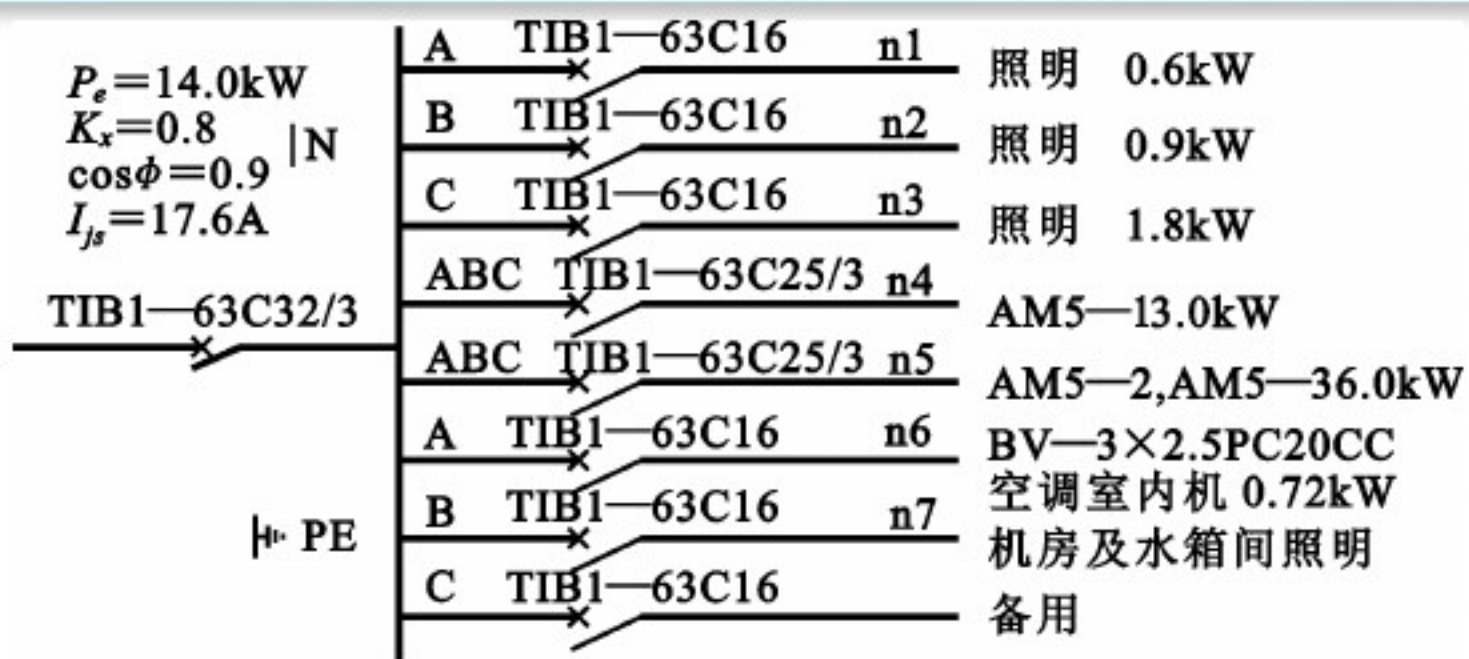 P_e=14.0kW
K_x=0.8
cosϕ=0.9
I_js=17.6A
N
TIB1—63C32/3
PE
A TIB1—63C16 n1 照明 0.6kW
B TIB1—63C16 n2 照明 0.9kW
C TIB1—63C16 n3 照明 1.8kW
ABC TIB1—63C25/3 n4 AM5—13.0kW
ABC TIB1—63C25/3 n5 AM5—2,AM5—36.0kW
A TIB1—63C16 n6 BV—3×2.5PC20CC
空调室内机 0.72kW
B TIB1—63C16 n7 机房及水箱间照明
C TIB1—63C16 备用